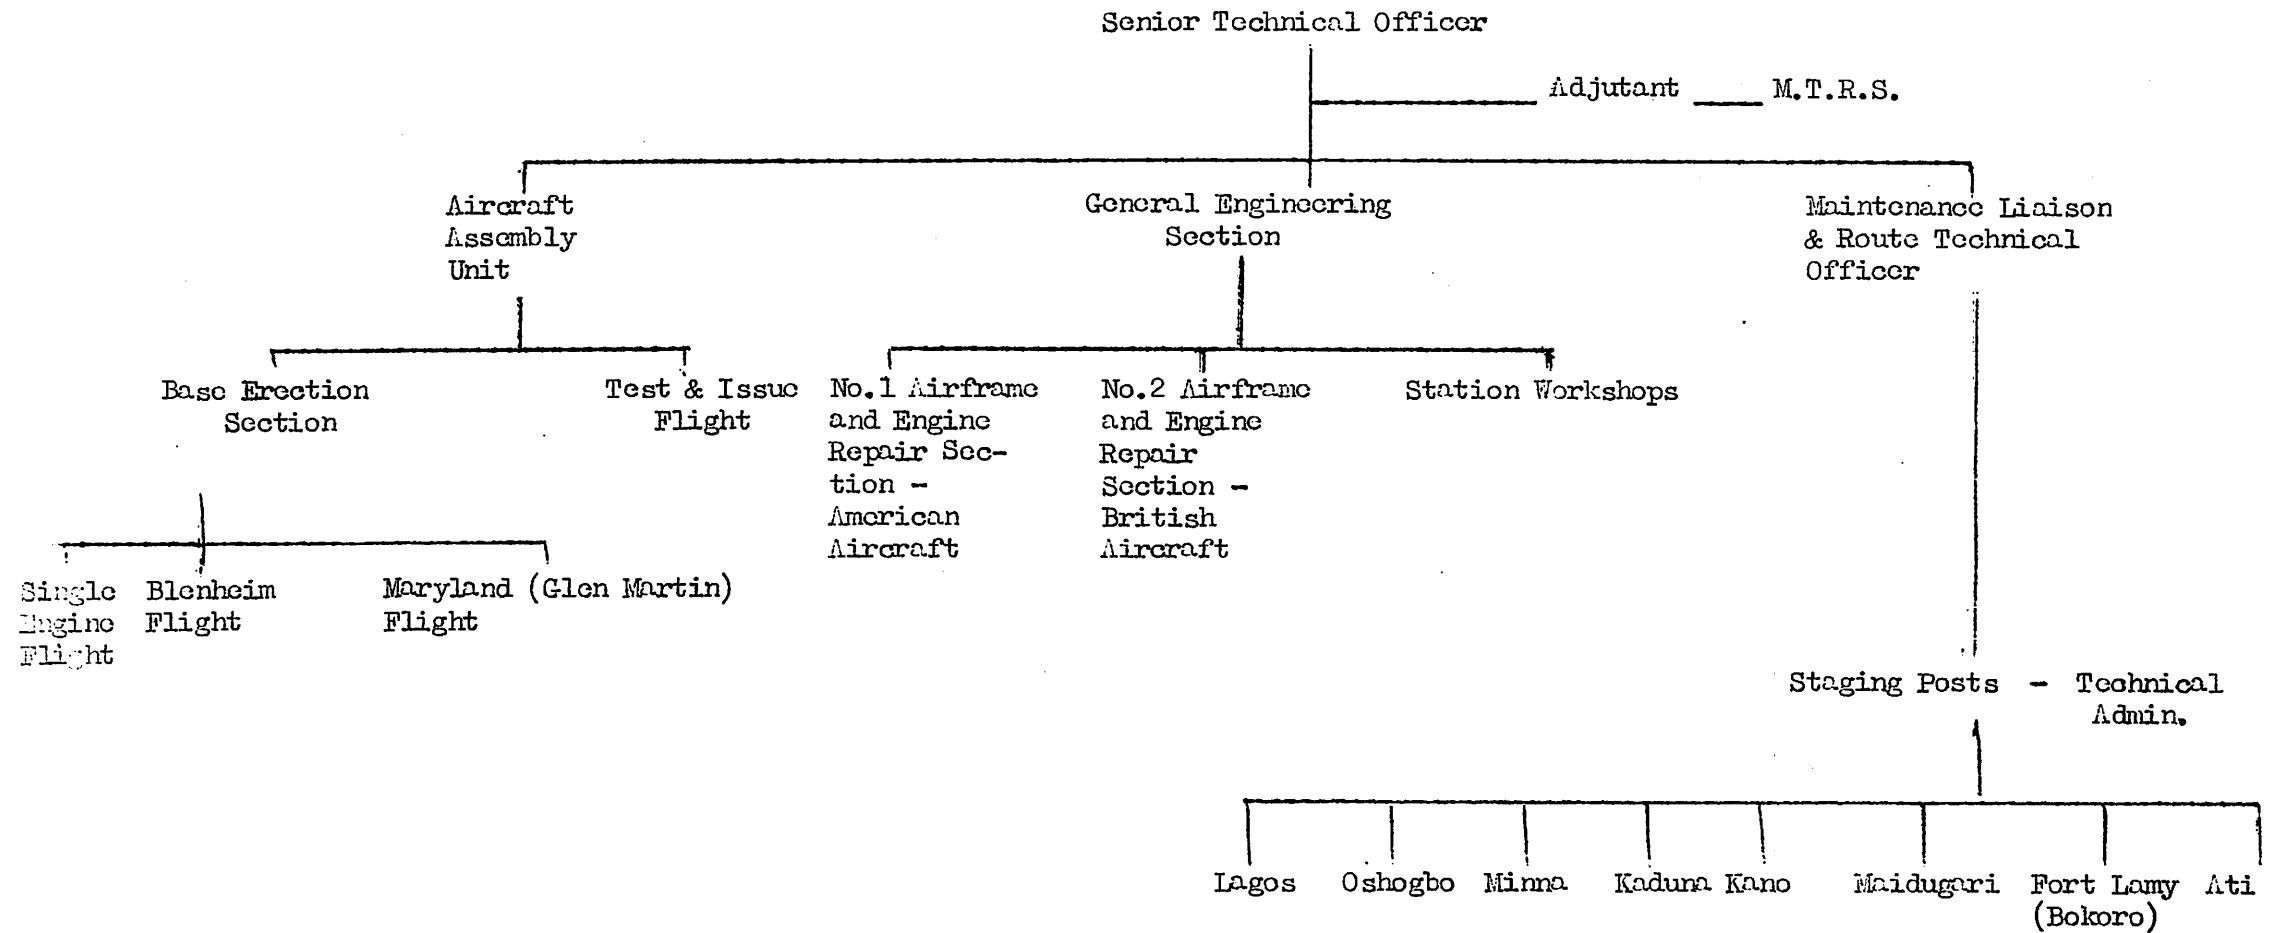 Senior Technical Officer
Adjutant M.T.R.S.
Aircraft
Assembly
Unit
General Engineering
Section
Maintenance Liaison
& Route Technical
Officer
Base Erection
Section
Test & Issue
Flight
No.1 Airframe
and Engine
Repair Sec-
tion -
American
Aircraft
No.2 Airframe
and Engine
Repair
Section -
British
Aircraft
Station Workshops
Single
Engine
Flight
Blenheim
Flight
Maryland (Glen Martin)
Flight
Staging Posts - Technical
Admin.
Lagos Oshogbo Minna Kaduna Kano Maidugari Fort Lamy Ati
(Bokoro)